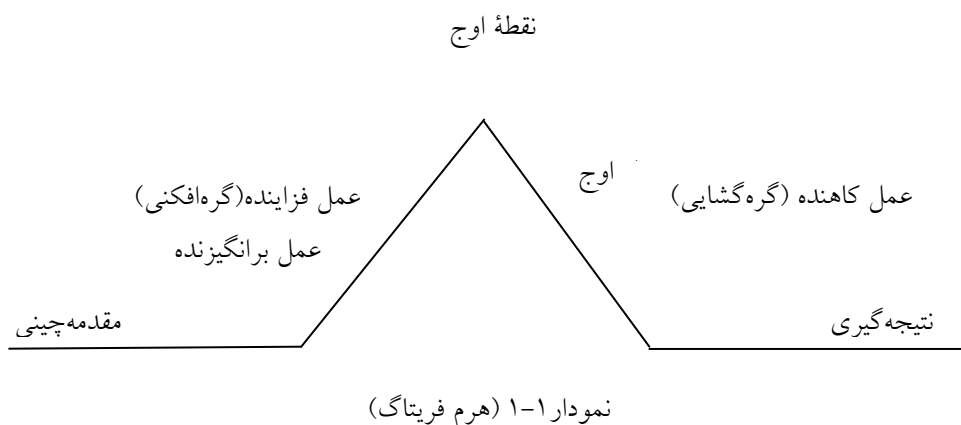 نقطهٔ اوج
اوج
عمل فزاینده(گره‌افکنی)
عمل کاهنده (گره‌گشایی)
عمل برانگیزنده
مقدمه‌چینی
نتیجه‌گیری
نمودار۱-۱ (هرم فریتاگ)